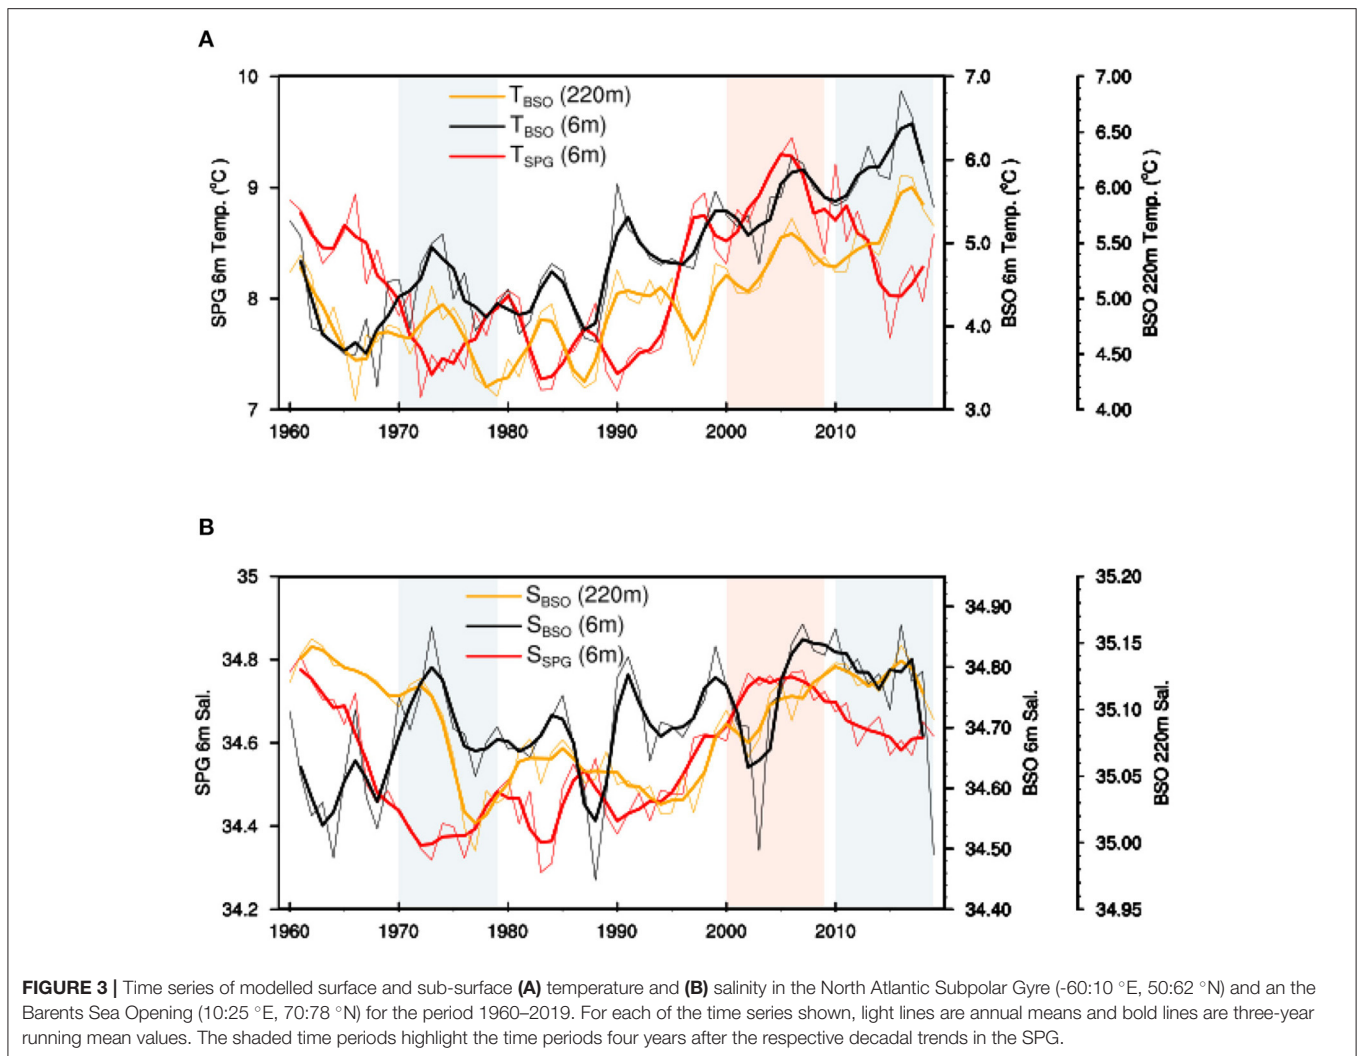 A
10
9
8
7
SPG 6m Temp. (°C )
T_BSO (220m)
T_BSO (6m)
T_SPG (6m)
7.0
6.0
5.0
4.0
3.0
BSO 6m Temp. (°C )
7.00
6.50
6.00
5.50
5.00
4.50
4.00
BSO 220m Temp. (°C )
1960 1970 1980 1990 2000 2010
B
35
34.8
34.6
34.4
34.2
SPG 6m Sal.
S_BSO (220m)
S_BSO (6m)
S_SPG (6m)
34.90
34.80
34.70
34.60
34.50
34.40
BSO 6m Sal.
35.20
35.15
35.10
35.05
35.00
34.95
BSO 220m Sal.
1960 1970 1980 1990 2000 2010
FIGURE 3 | Time series of modelled surface and sub-surface (A) temperature and (B) salinity in the North Atlantic Subpolar Gyre (-60:10 °E, 50:62 °N) and an the
Barents Sea Opening (10:25 °E, 70:78 °N) for the period 1960–2019. For each of the time series shown, light lines are annual means and bold lines are three-year
running mean values. The shaded time periods highlight the time periods four years after the respective decadal trends in the SPG.